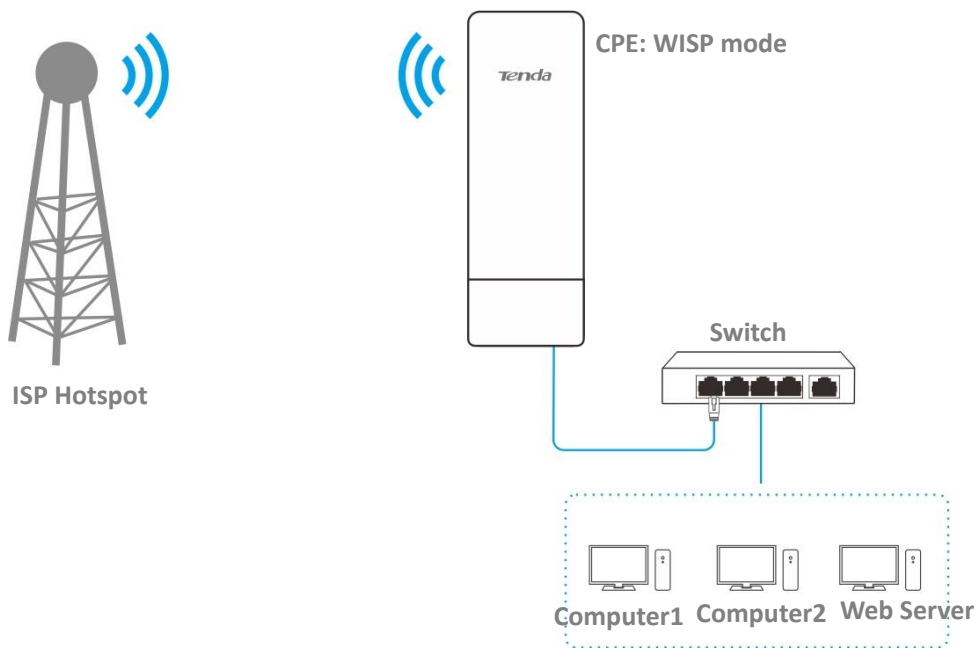 CPE: WISP mode
Tenda
Switch
ISP Hotspot
Computer1 Computer2 Web Server